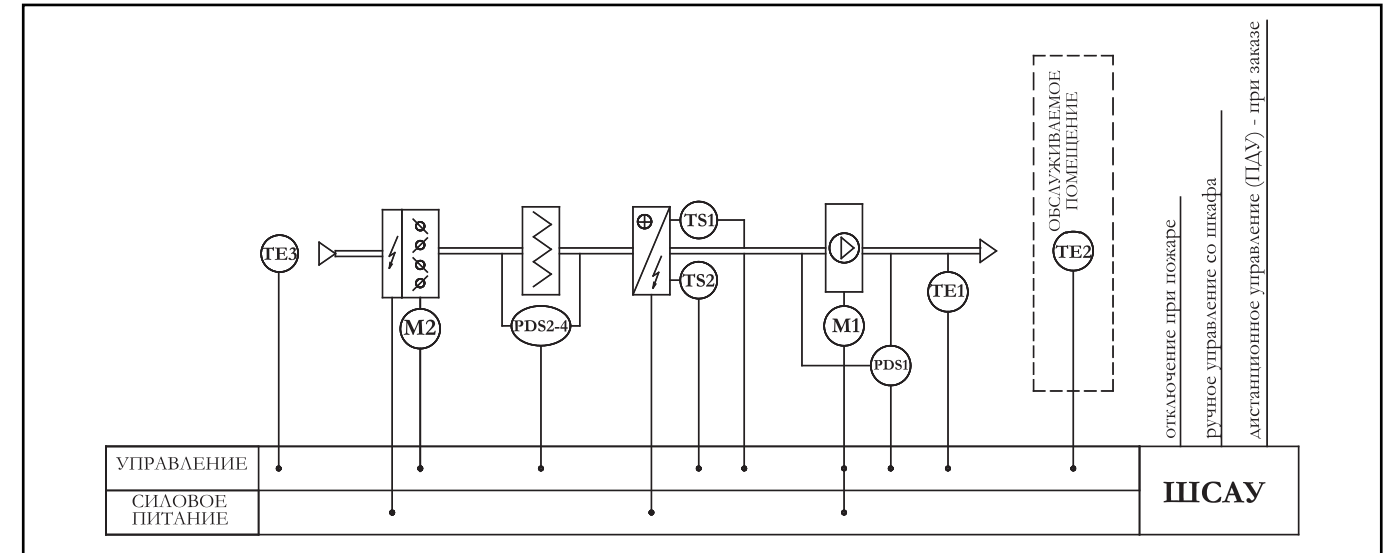 ОБСЛУЖИВАЕМОЕ
ПОМЕЩЕНИЕ
отключение при пожаре
ручное управление со шкафа
дистанционное управление (ПДУ) - при заказе
TE3
TS1
TE2
TS2
TE1
M2
PDS2-4
M1
PDS1
УПРАВЛЕНИЕ
СИЛОВОЕ
ПИТАНИЕ
ШСАУ